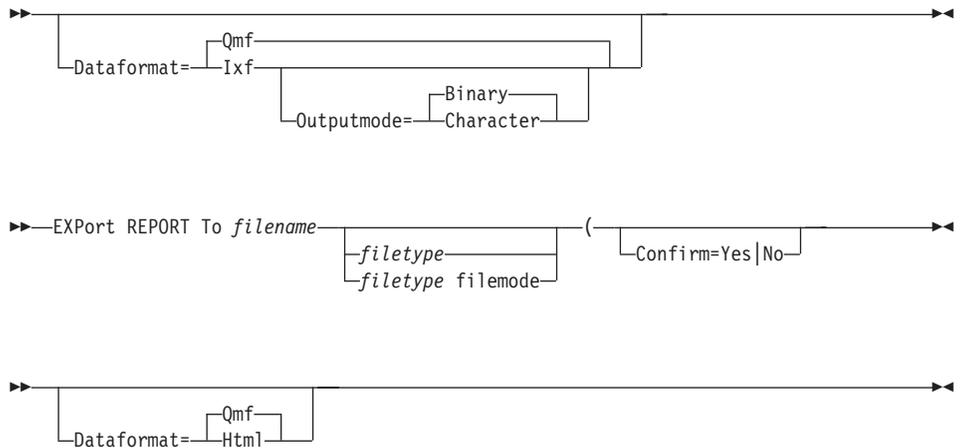 Qmf
Dataformat= Ixf
Binary
Outputmode= Character
EXPort REPORT To filename (
filetype Confirm=Yes|No
filetype filemode
Qmf
Dataformat= Html